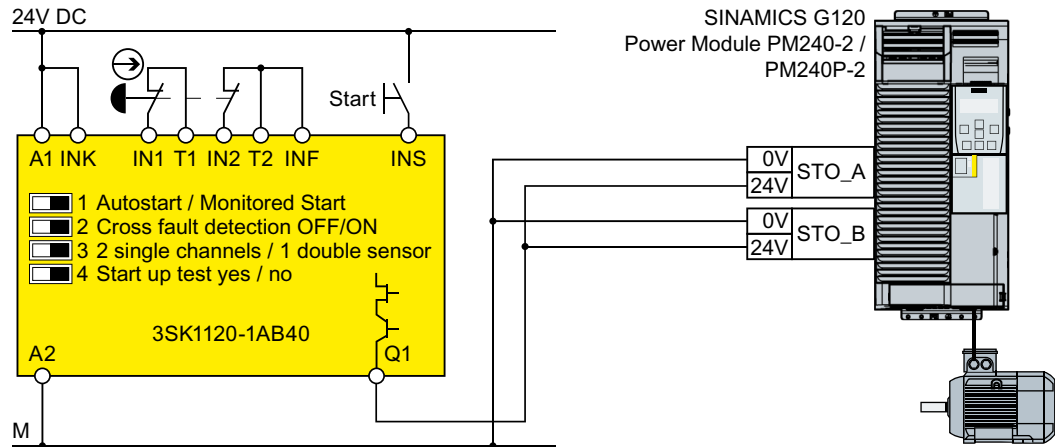 24V DC
SINAMICS G120
Power Module PM240-2 /
PM240P-2
Start
A1 INK IN1 T1 IN2 T2 INF INS
1 Autostart / Monitored Start
2 Cross fault detection OFF/ON
3 2 single channels / 1 double sensor
4 Start up test yes / no
3SK1120-1AB40
A2
Q1
M
0V
24V
STO_A
0V
24V
STO_B